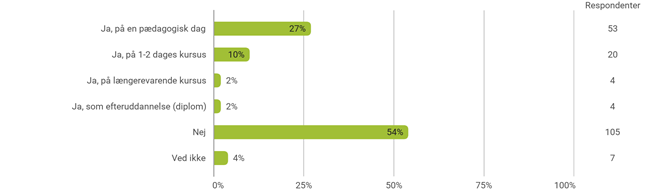 Respondenter
Ja, på en pædagogisk dag 27% 53
Ja, på 1-2 dages kursus 10% 20
Ja, på længerevarende kursus 2% 4
Ja, som efteruddannelse (diplom) 2% 4
Nej 54% 105
Ved ikke 4% 7
0% 25% 50% 75% 100%